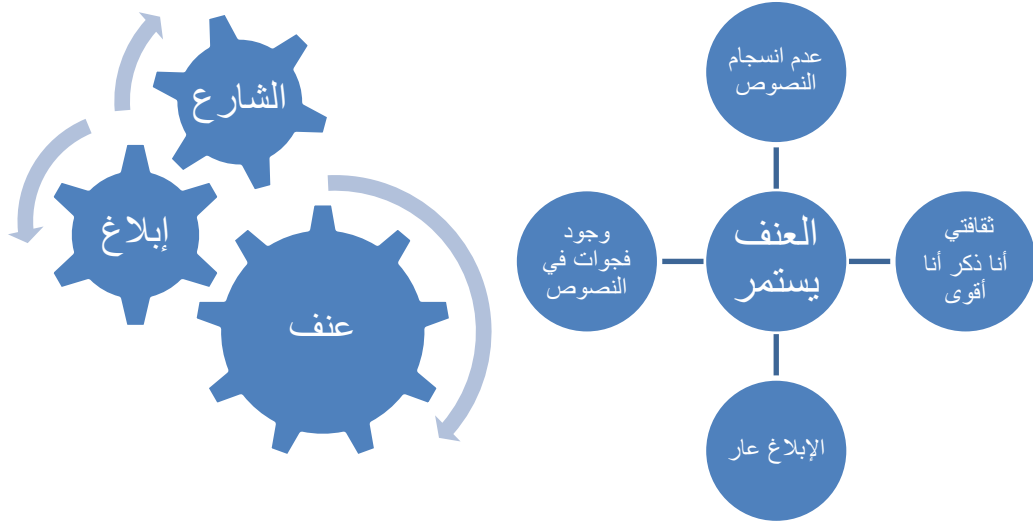 الشارع
إبلاغ
عنف
عدم انسجام
النصوص
العنف
يستمر
ثقافتي
أنا ذكر أنا
أقوى
الإبلاغ عار
وجود
فجوات في
النصوص